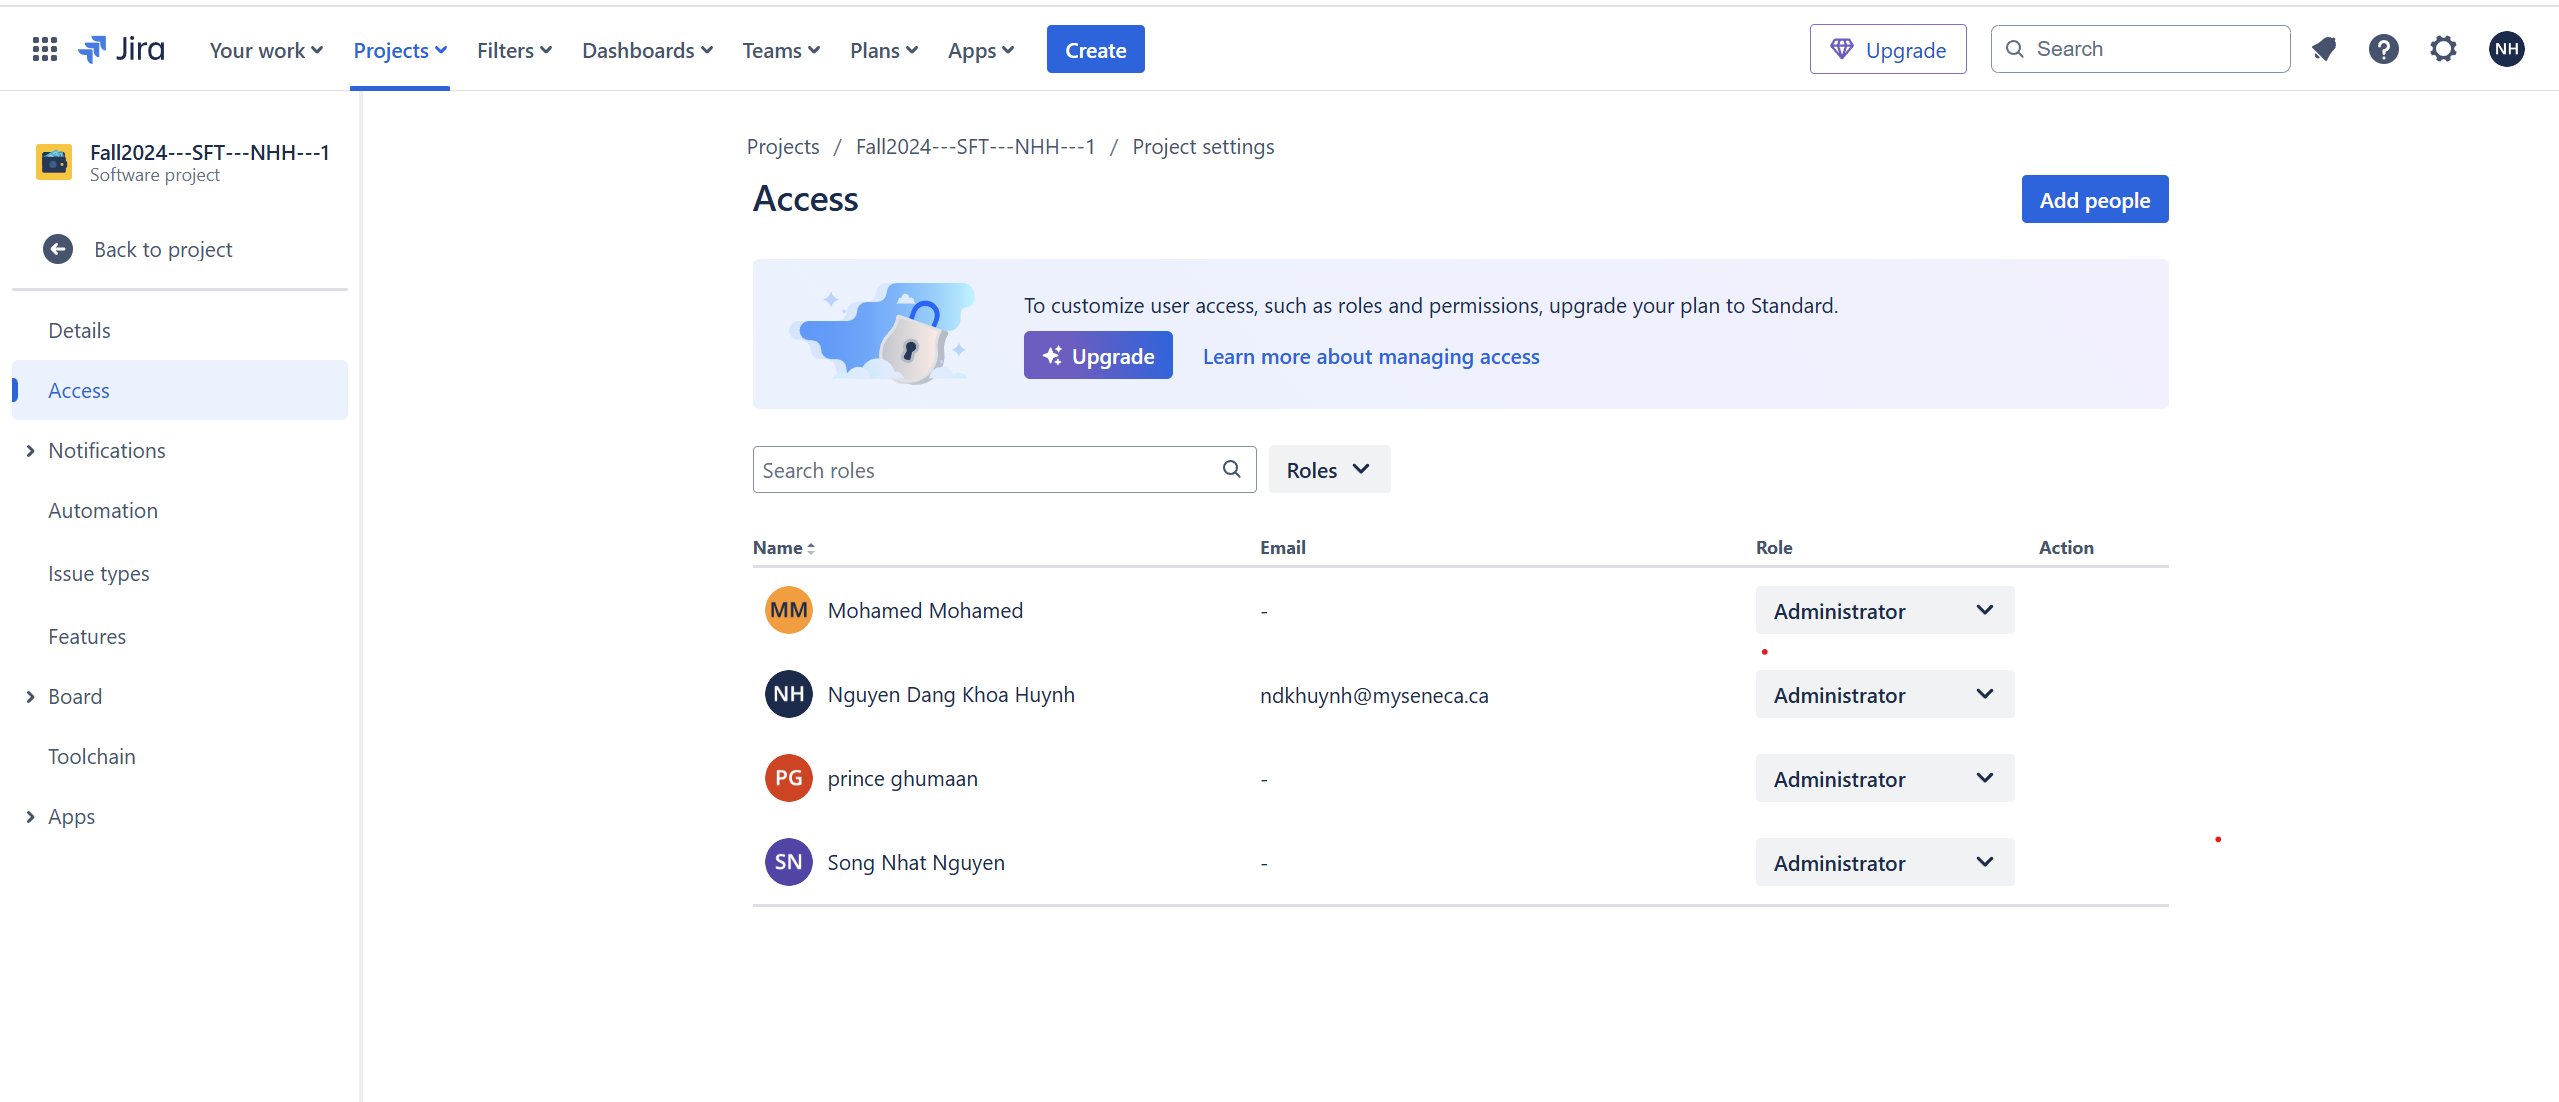 Jira Your work Projects Filters Dashboards Teams Plans Apps Create Upgrade Search NH
Fall2024---SFT---NHH---1
Software project
Back to project
Details
Access
Notifications
Automation
Issue types
Features
Board
Toolchain
Apps
Projects / Fall2024---SFT---NHH---1 / Project settings
Access
Add people
To customize user access, such as roles and permissions, upgrade your plan to Standard.
Upgrade Learn more about managing access
Search roles Roles
Name Email Role Action
MM Mohamed Mohamed - Administrator
NH Nguyen Dang Khoa Huynh ndkhuynh@myseneca.ca Administrator
PG prince ghumaan - Administrator
SN Song Nhat Nguyen - Administrator